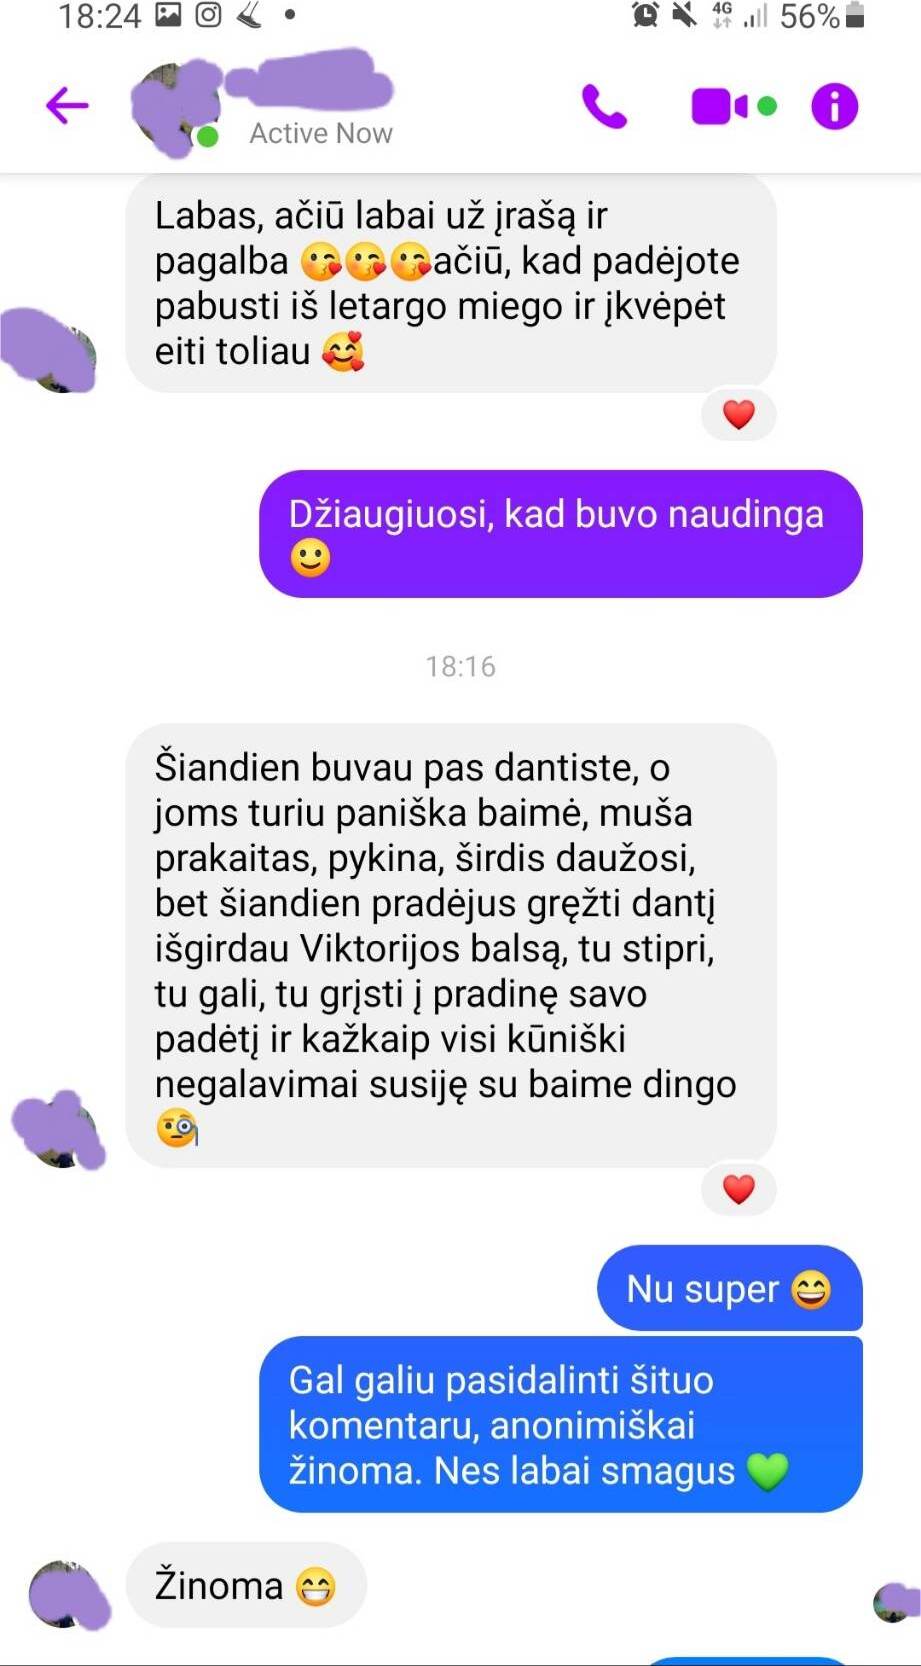 18:24
4G
56%
Active Now
Labas, ačiū labai už įrašą ir
pagalba 😘😘😘ačiū, kad padėjote
pabusti iš letargo miego ir įkvėpėt
eiti toliau 🥰
Džiaugiuosi, kad buvo naudinga
🙂
18:16
Šiandien buvau pas dantiste, o
joms turiu paniška baimė, muša
prakaitas, pykina, širdis daužosi,
bet šiandien pradėjus gręžti dantį
išgirdau Viktorijos balsą, tu stipri,
tu gali, tu grįsti į pradinę savo
padėtį ir kažkaip visi kūniški
negalavimai susiję su baime dingo
🧐
Nu super 😄
Gal galiu pasidalinti šituo
komentaru, anonimiškai
žinoma. Nes labai smagus 💚
Žinoma 😁